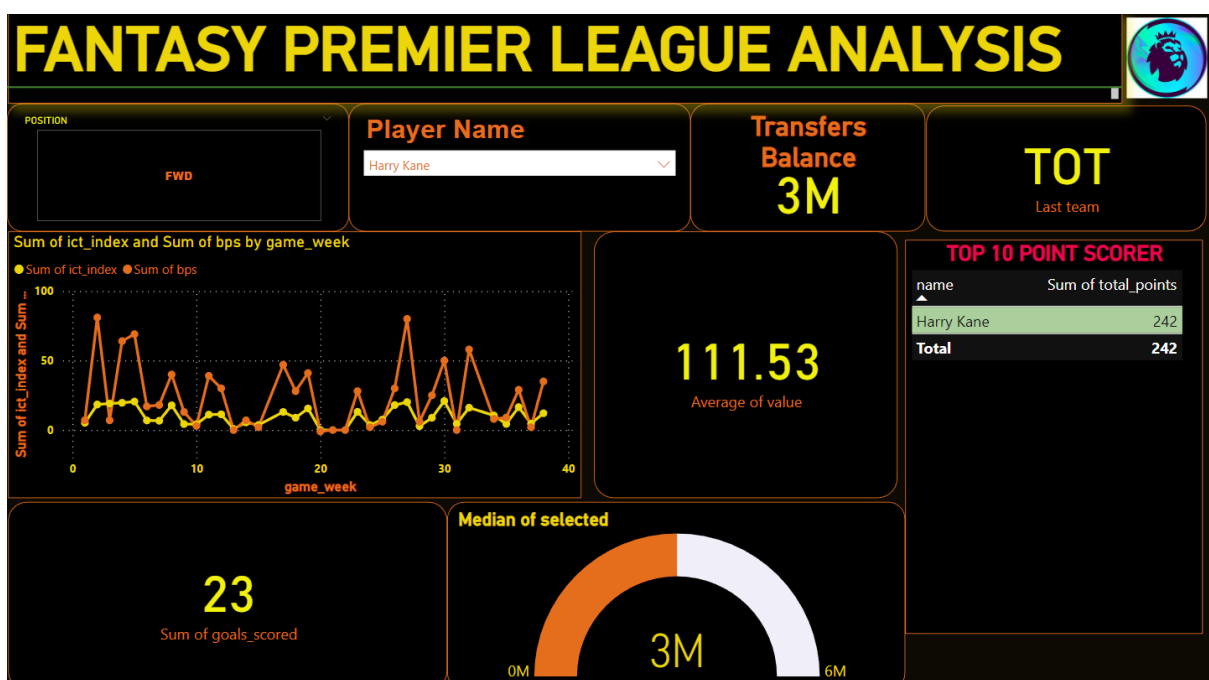 FANTASY PREMIER LEAGUE ANALYSIS
POSITION
FWD
Player Name
Harry Kane
Transfers
Balance
3M
TOT
Last team
Sum of ict_index and Sum of bps by game_week
Sum of ict_index Sum of bps
Sum of ict_index and Sum ...
100
50
0
0 10 20 30 40
game_week
111.53
Average of value
TOP 10 POINT SCORER
name Sum of total_points
Harry Kane 242
Total 242
23
Sum of goals_scored
Median of selected
3M
0M 6M